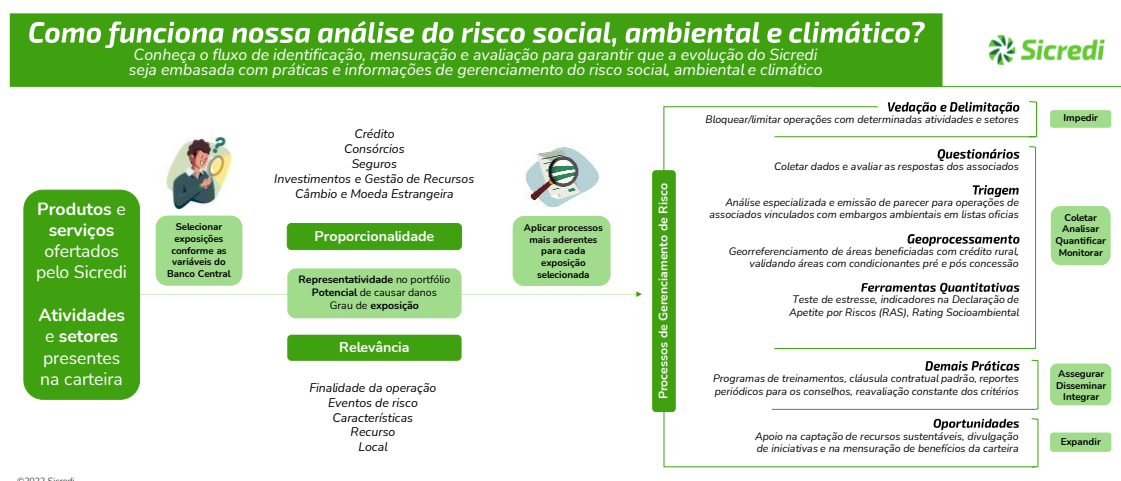 Como funciona nossa análise do risco social, ambiental e climático?
Conheça o fluxo de identificação, mensuração e avaliação para garantir que a evolução do Sicredi
seja embasada com práticas e informações de gerenciamento do risco social, ambiental e climático
Sicredi
Produtos e
serviços
ofertados
pelo Sicredi
Atividades
e setores
presentes
na carteira
?
Selecionar
exposições
conforme as
variáveis do
Banco Central
Crédito
Consórcios
Seguros
Investimentos e Gestão de Recursos
Câmbio e Moeda Estrangeira
Proporcionalidade
Representatividade no portfólio
Potencial de causar danos
Grau de exposição
Relevância
Finalidade da operação
Eventos de risco
Características
Recurso
Local
Aplicar processos
mais aderentes
para cada
exposição
selecionada
Processos de Gerenciamento de Risco
Vedação e Delimitação
Bloquear/limitar operações com determinadas atividades e setores
Impedir
Questionários
Coletar dados e avaliar as respostas dos associados
Triagem
Análise especializada e emissão de parecer para operações de
associados vinculados com embargos ambientais em listas oficias
Geoprocessamento
Georreferenciamento de áreas beneficiadas com crédito rural,
validando áreas com condicionantes pré e pós concessão
Ferramentas Quantitativas
Teste de estresse, indicadores na Declaração de
Apetite por Riscos (RAS), Rating Socioambiental
Coletar
Analisar
Quantificar
Monitorar
Demais Práticas
Programas de treinamentos, cláusula contratual padrão, reportes
periódicos para os conselhos, reavaliação constante dos critérios
Assegurar
Disseminar
Integrar
Oportunidades
Apoio na captação de recursos sustentáveis, divulgação
de iniciativas e na mensuração de benefícios da carteira
Expandir
©2022 Sicredi